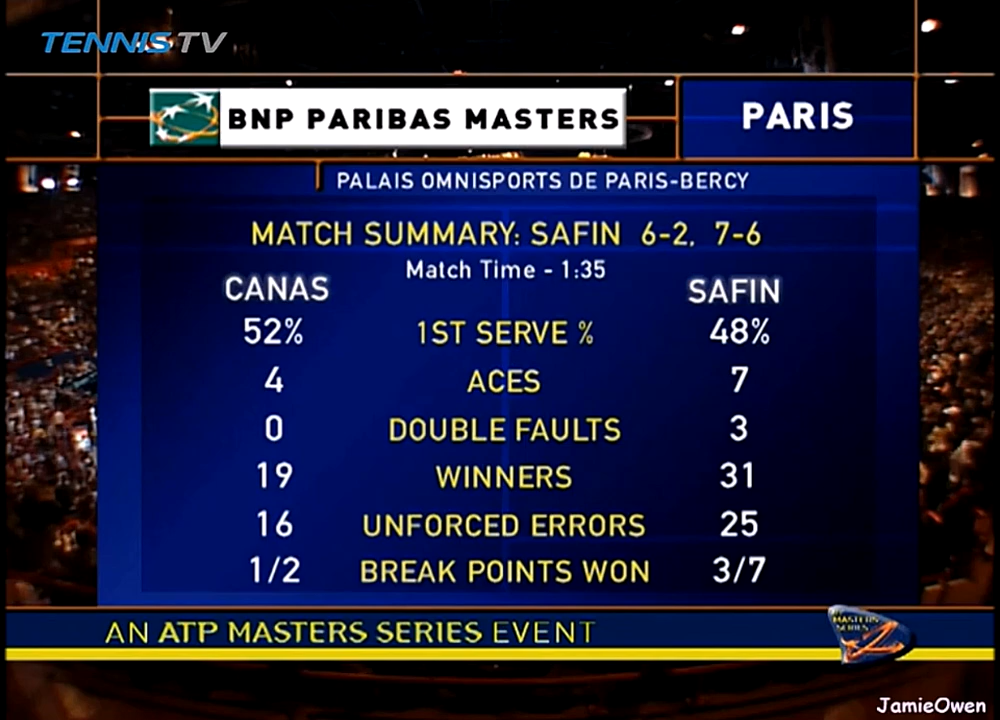 TENNIS TV
BNP PARIBAS MASTERS
PARIS
PALAIS OMNISPORTS DE PARIS-BERCY
MATCH SUMMARY: SAFIN 6-2, 7-6
Match Time - 1:35
CANAS SAFIN
52% 1ST SERVE % 48%
4 ACES 7
0 DOUBLE FAULTS 3
19 WINNERS 31
16 UNFORCED ERRORS 25
1/2 BREAK POINTS WON 3/7
AN ATP MASTERS SERIES EVENT
MASTERS
SERIES
JamieOwen